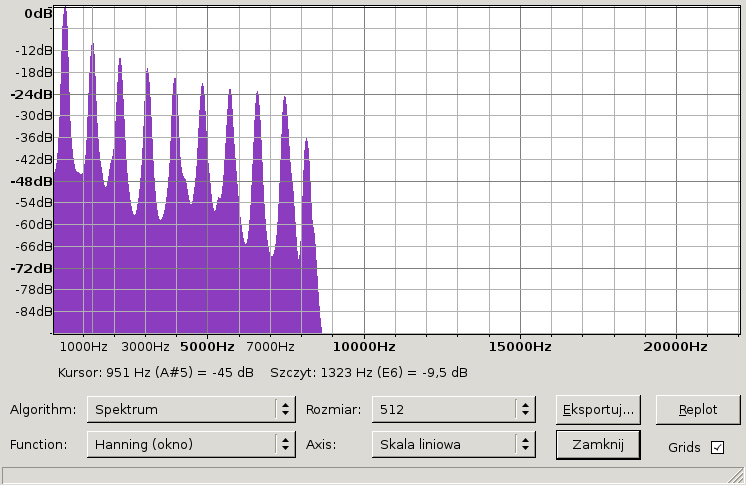 0dB
-12dB
-18dB
-24dB
-30dB
-36dB
-42dB
-48dB
-54dB
-60dB
-66dB
-72dB
-78dB
-84dB
1000Hz 3000Hz 5000Hz 7000Hz 10000Hz 15000Hz 20000Hz
Kursor: 951 Hz (A#5) = -45 dB Szczyt: 1323 Hz (E6) = -9,5 dB
Algorithm: Spektrum Rozmiar: 512 Eksportuj... Replot
Function: Hanning (okno) Axis: Skala liniowa Zamknij Grids